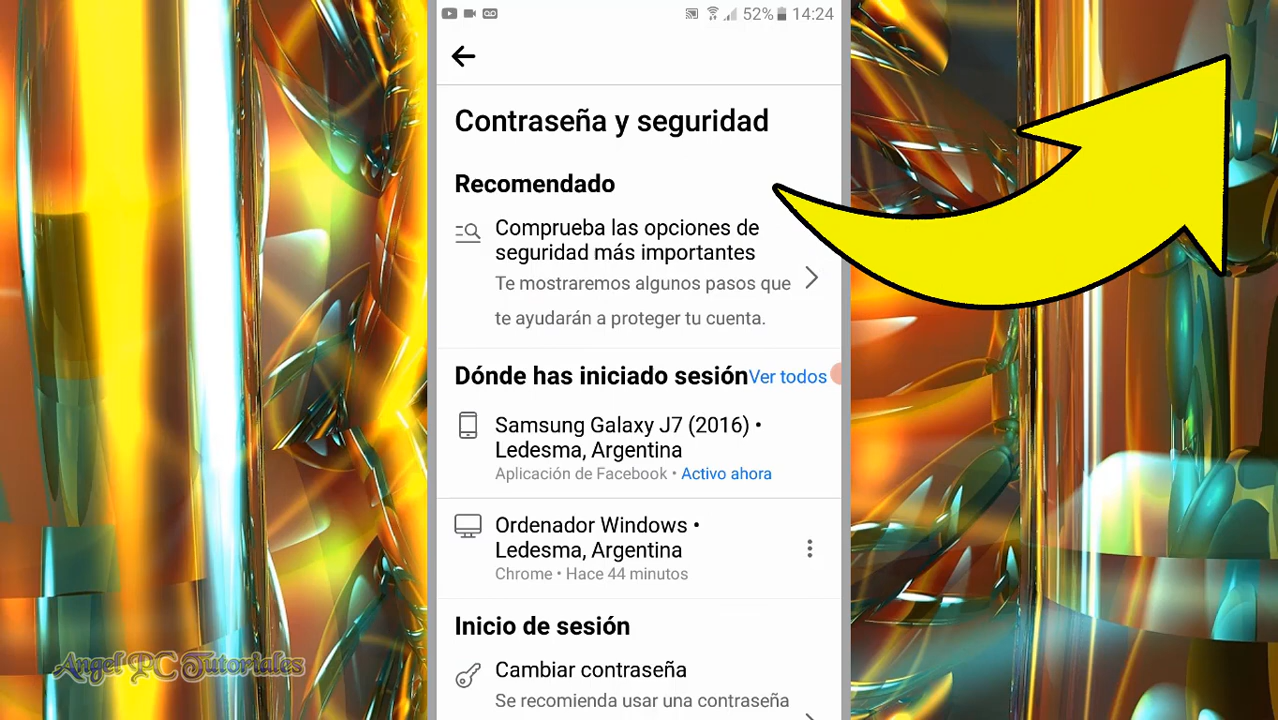 52% 14:24
Contraseña y seguridad
Recomendado
Comprueba las opciones de
seguridad más importantes
Te mostraremos algunos pasos que
te ayudarán a proteger tu cuenta.
Dónde has iniciado sesión Ver todos
Samsung Galaxy J7 (2016) •
Ledesma, Argentina
Aplicación de Facebook • Activo ahora
Ordenador Windows •
Ledesma, Argentina
Chrome • Hace 44 minutos
Inicio de sesión
Cambiar contraseña
Se recomienda usar una contraseña
Angel PC Tutoriales